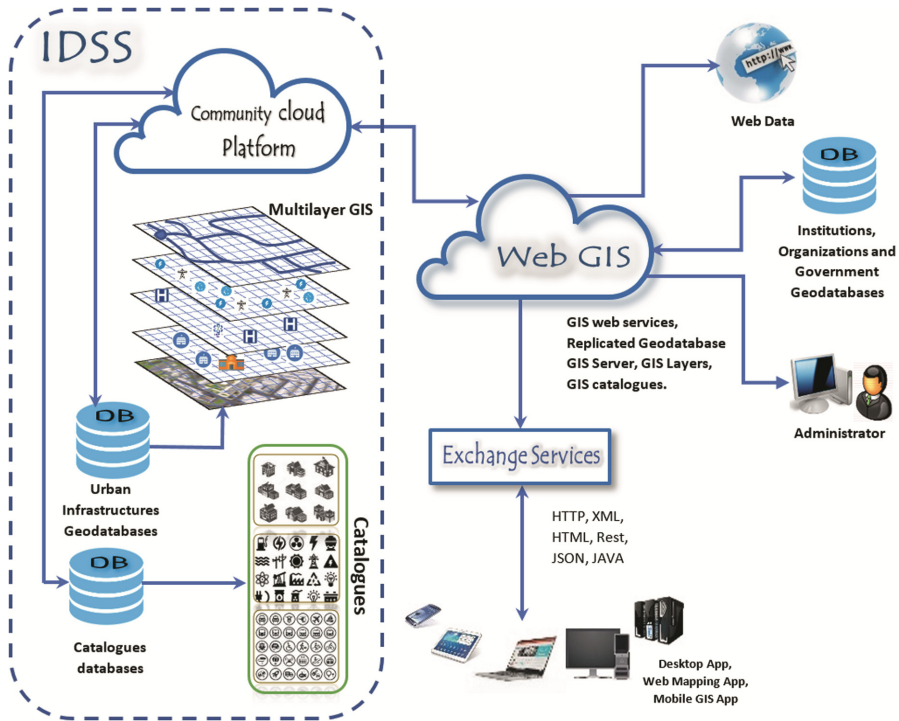 IDSS
Community cloud
Platform
Multilayer GIS
DB
Urban
Infrastructures
Geodatabases
DB
Catalogues
databases
Catalogues
Web GIS
GIS web services,
Replicated Geodatabase
GIS Server, GIS Layers,
GIS catalogues.
Exchange Services
HTTP, XML,
HTML, Rest,
JSON, JAVA
Desktop App,
Web Mapping App,
Mobile GIS App
http://www.
Web Data
DB
Institutions,
Organizations and
Government
Geodatabases
Administrator
H
H
H